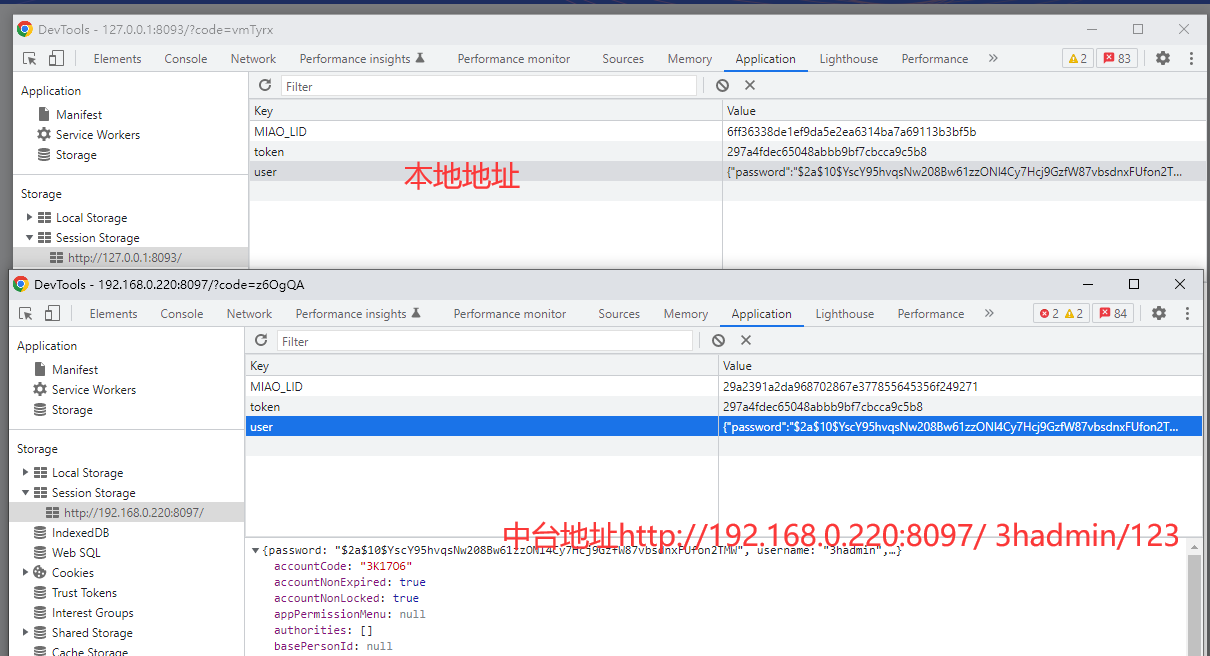 DevTools - 127.0.0.1:8093/?code=vmTyrx
Elements Console Network Performance insights Performance monitor Sources Memory Application Lighthouse Performance » 2 83
Application
Filter
Manifest
Service Workers
Storage
Key Value
MIAO_LID 6ff36338de1ef9da5e2ea6314ba7a69113b3bf5b
token 297a4fdec65048abbb9bf7cbcca9c5b8
user {"password":"$2a$10$YscY95hvqsNw208Bw61zzONl4Cy7Hcj9GzfW87vbsdnxFUfon2T...
本地地址
Storage
Local Storage
Session Storage
http://127.0.0.1:8093/
DevTools - 192.168.0.220:8097/?code=z6OgQA
Elements Console Network Performance insights Performance monitor Sources Memory Application Lighthouse Performance » 2 2 84
Application
Filter
Manifest
Service Workers
Storage
Key Value
MIAO_LID 29a2391a2da968702867e377855645356f249271
token 297a4fdec65048abbb9bf7cbcca9c5b8
user {"password":"$2a$10$YscY95hvqsNw208Bw61zzONl4Cy7Hcj9GzfW87vbsdnxFUfon2T...
Storage
Local Storage
Session Storage
http://192.168.0.220:8097/
IndexedDB
Web SQL
Cookies
Trust Tokens
Interest Groups
Shared Storage
Cache Storage
中台地址http://192.168.0.220:8097/ 3hadmin/123
{password: "$2a$10$YscY95hvqsNw208Bw61zzONl4Cy7Hcj9GzfW87vbsdnxFUfon2TMW", username: "3hadmin",…}
accountCode: "3K17O6"
accountNonExpired: true
accountNonLocked: true
appPermissionMenu: null
authorities: []
basePersonId: null